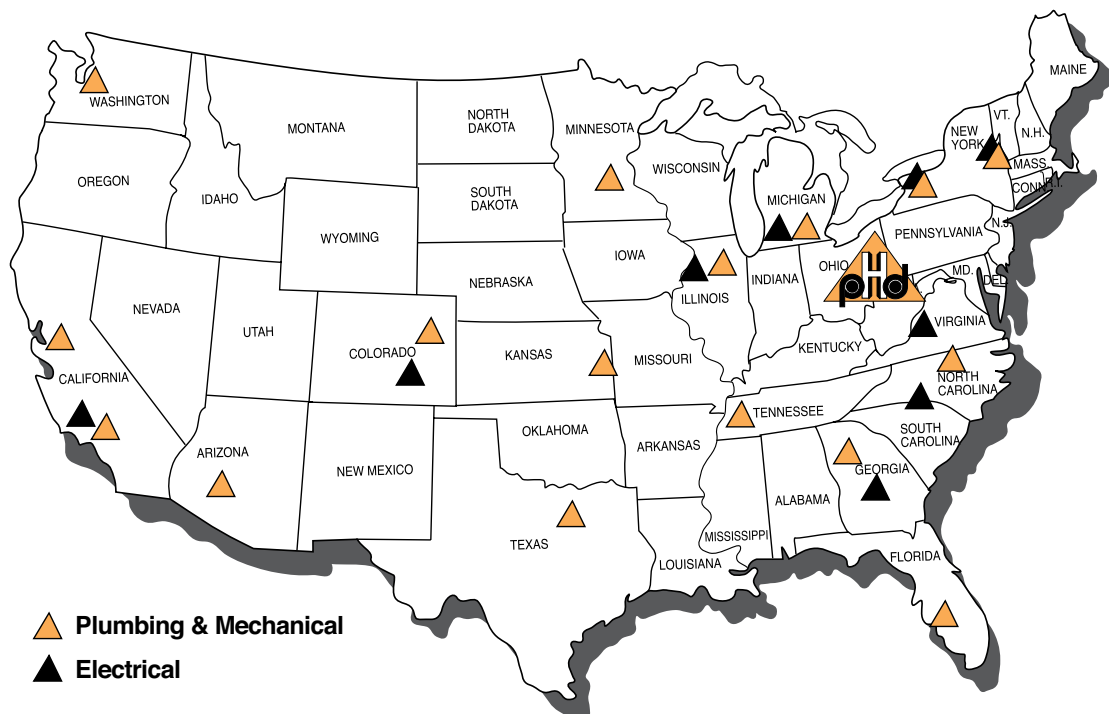 MAINE
WASHINGTON
MONTANA
NORTH
DAKOTA
MINNESOTA
VT.
NEW
YORK
N.H.
MASS.
WISCONSIN
OREGON
IDAHO
SOUTH
DAKOTA
MICHIGAN
CONN.
R.I.
WYOMING
IOWA
PENNSYLVANIA
N.J.
NEBRASKA
ILLINOIS
INDIANA
OHIO
pHd
MD.
DEL.
NEVADA
UTAH
COLORADO
KANSAS
MISSOURI
KENTUCKY
VIRGINIA
CALIFORNIA
NORTH
CAROLINA
TENNESSEE
ARIZONA
NEW MEXICO
OKLAHOMA
ARKANSAS
SOUTH
CAROLINA
GEORGIA
ALABAMA
MISSISSIPPI
TEXAS
LOUISIANA
FLORIDA
Plumbing & Mechanical
Electrical